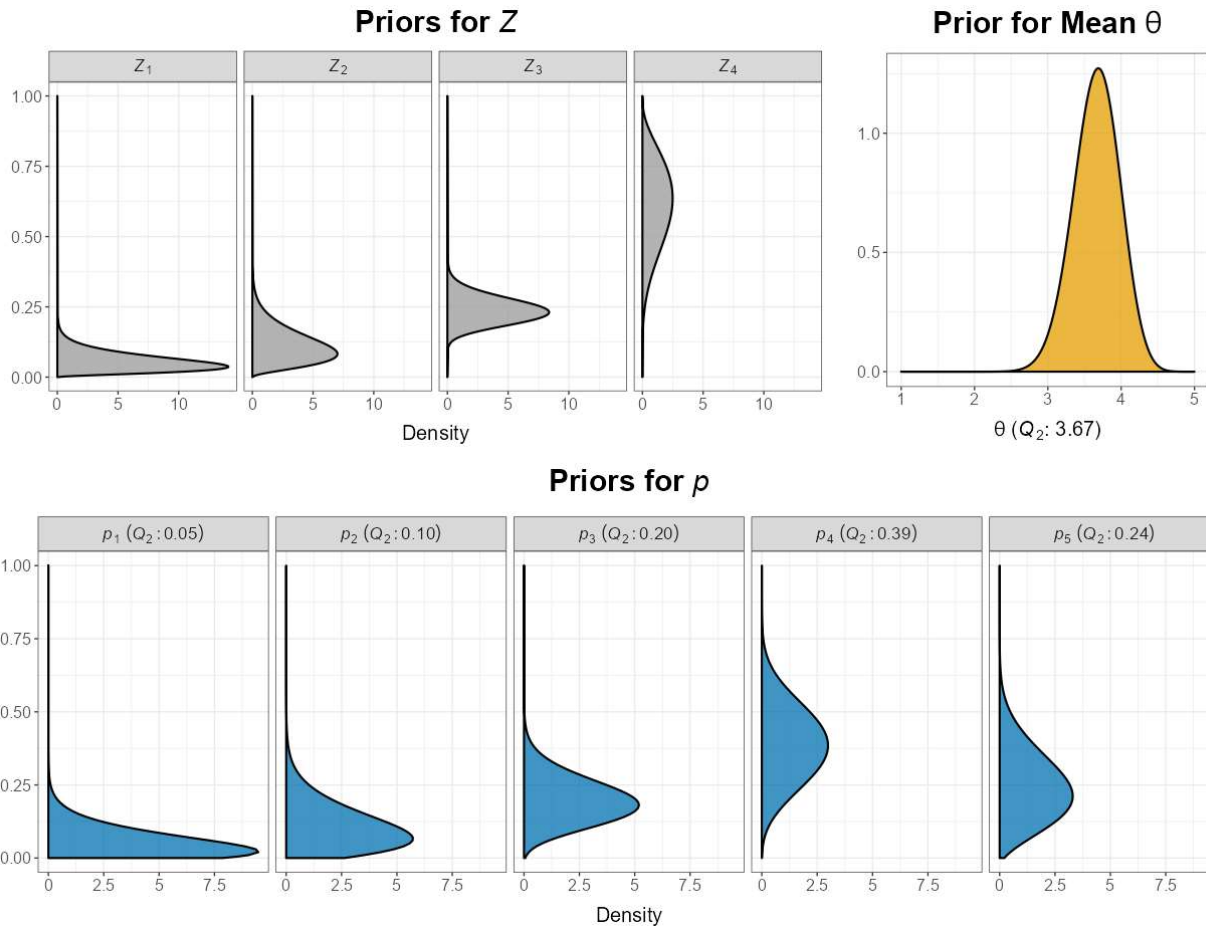 Priors for Z
Prior for Mean θ
Z1 Z2 Z3 Z4
1.00
0.75
0.50
0.25
0.00
0 5 10 0 5 10 0 5 10 0 5 10
Density
1.0
0.5
0.0
1 2 3 4 5
θ (Q2: 3.67)
Priors for p
p1 (Q2:0.05) p2 (Q2:0.10) p3 (Q2:0.20) p4 (Q2:0.39) p5 (Q2:0.24)
1.00
0.75
0.50
0.25
0.00
0 2.5 5 7.5 0 2.5 5 7.5 0 2.5 5 7.5 0 2.5 5 7.5 0 2.5 5 7.5
Density